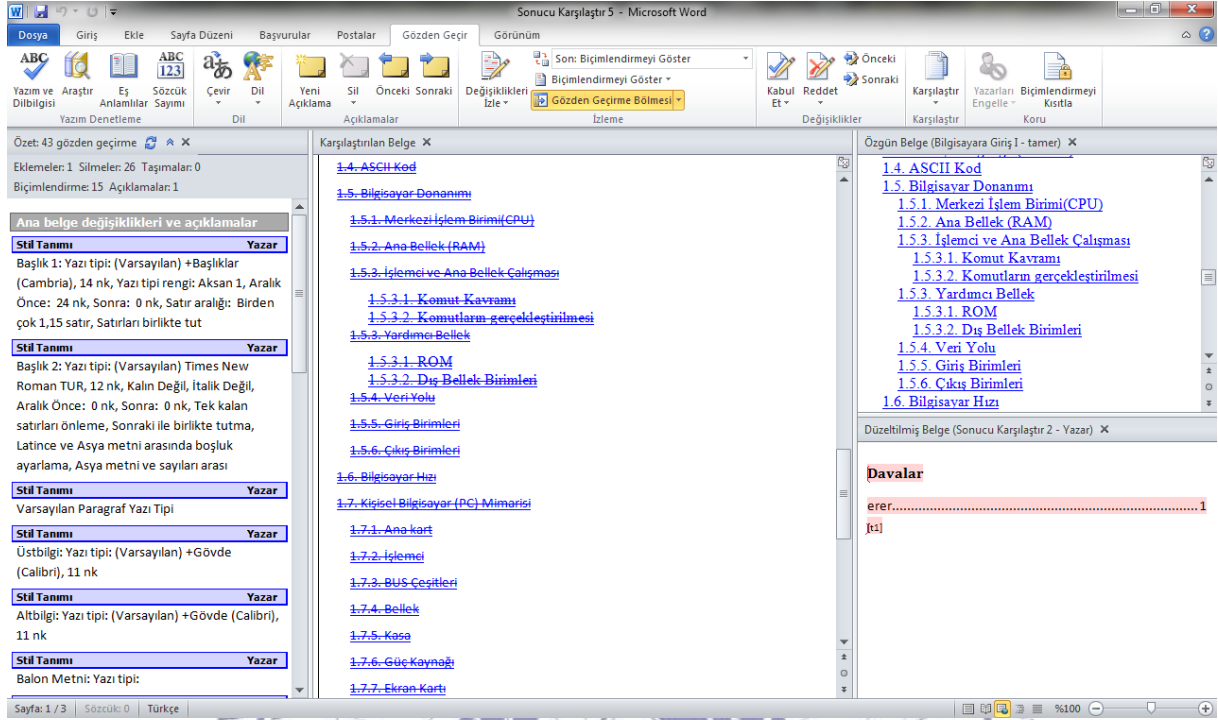 Sonucu Karşılaştır 5 - Microsoft Word
Dosya Giriş Ekle Sayfa Düzeni Başvurular Postalar Gözden Geçir Görünüm
Yazım ve Dilbilgisi
Araştır
Eş Anlamlılar
Sözcük Sayımı
Yazım Denetleme
Çevir
Dil
Dil
Yeni Açıklama
Sil
Önceki
Sonraki
Açıklamalar
Değişiklikleri İzle
Son: Biçimlendirmeyi Göster
Biçimlendirmeyi Göster
Gözden Geçirme Bölmesi
İzleme
Kabul Et
Reddet
Önceki
Sonraki
Değişiklikler
Karşılaştır
Karşılaştır
Yazarları Engelle
Biçimlendirmeyi Kısıtla
Koru
Özet: 43 gözden geçirme
Eklemeler: 1 Silmeler: 26 Taşımalar: 0
Biçimlendirme: 15 Açıklamalar: 1
Ana belge değişiklikleri ve açıklamalar
Stil Tanımı Yazar
Başlık 1: Yazı tipi: (Varsayılan) +Başlıklar
(Cambria), 14 nk, Yazı tipi rengi: Aksan 1, Aralık
Önce: 24 nk, Sonra: 0 nk, Satır aralığı: Birden
çok 1,15 satır, Satırları birlikte tut
Stil Tanımı Yazar
Başlık 2: Yazı tipi: (Varsayılan) Times New
Roman TUR, 12 nk, Kalın Değil, İtalik Değil,
Aralık Önce: 0 nk, Sonra: 0 nk, Tek kalan
satırları önleme, Sonraki ile birlikte tutma,
Latince ve Asya metni arasında boşluk
ayarlama, Asya metni ve sayıları arası
Stil Tanımı Yazar
Varsayılan Paragraf Yazı Tipi
Stil Tanımı Yazar
Üstbilgi: Yazı tipi: (Varsayılan) +Gövde
(Calibri), 11 nk
Stil Tanımı Yazar
Altbilgi: Yazı tipi: (Varsayılan) +Gövde (Calibri),
11 nk
Stil Tanımı Yazar
Balon Metni: Yazı tipi:
Karşılaştırılan Belge
1.4. ASCII Kod
1.5. Bilgisayar Donanımı
1.5.1. Merkezi İşlem Birimi(CPU)
1.5.2. Ana Bellek (RAM)
1.5.3. İşlemci ve Ana Bellek Çalışması
1.5.3.1. Komut Kavramı
1.5.3.2. Komutların gerçekleştirilmesi
1.5.3. Yardımcı Bellek
1.5.3.1. ROM
1.5.3.2. Dış Bellek Birimleri
1.5.4. Veri Yolu
1.5.5. Giriş Birimleri
1.5.6. Çıkış Birimleri
1.6. Bilgisayar Hızı
1.7. Kişisel Bilgisayar (PC) Mimarisi
1.7.1. Ana kart
1.7.2. İşlemci
1.7.3. BUS Çeşitleri
1.7.4. Bellek
1.7.5. Kasa
1.7.6. Güç Kaynağı
1.7.7. Ekran Kartı
Özgün Belge (Bilgisayara Giriş I - tamer)
1.4. ASCII Kod
1.5. Bilgisayar Donanımı
1.5.1. Merkezi İşlem Birimi(CPU)
1.5.2. Ana Bellek (RAM)
1.5.3. İşlemci ve Ana Bellek Çalışması
1.5.3.1. Komut Kavramı
1.5.3.2. Komutların gerçekleştirilmesi
1.5.3. Yardımcı Bellek
1.5.3.1. ROM
1.5.3.2. Dış Bellek Birimleri
1.5.4. Veri Yolu
1.5.5. Giriş Birimleri
1.5.6. Çıkış Birimleri
1.6. Bilgisayar Hızı
Düzeltilmiş Belge (Sonucu Karşılaştır 2 - Yazar)
Davalar
erer................................................................................1
[t1]
Sayfa: 1 / 3 Sözcük: 0 Türkçe %100